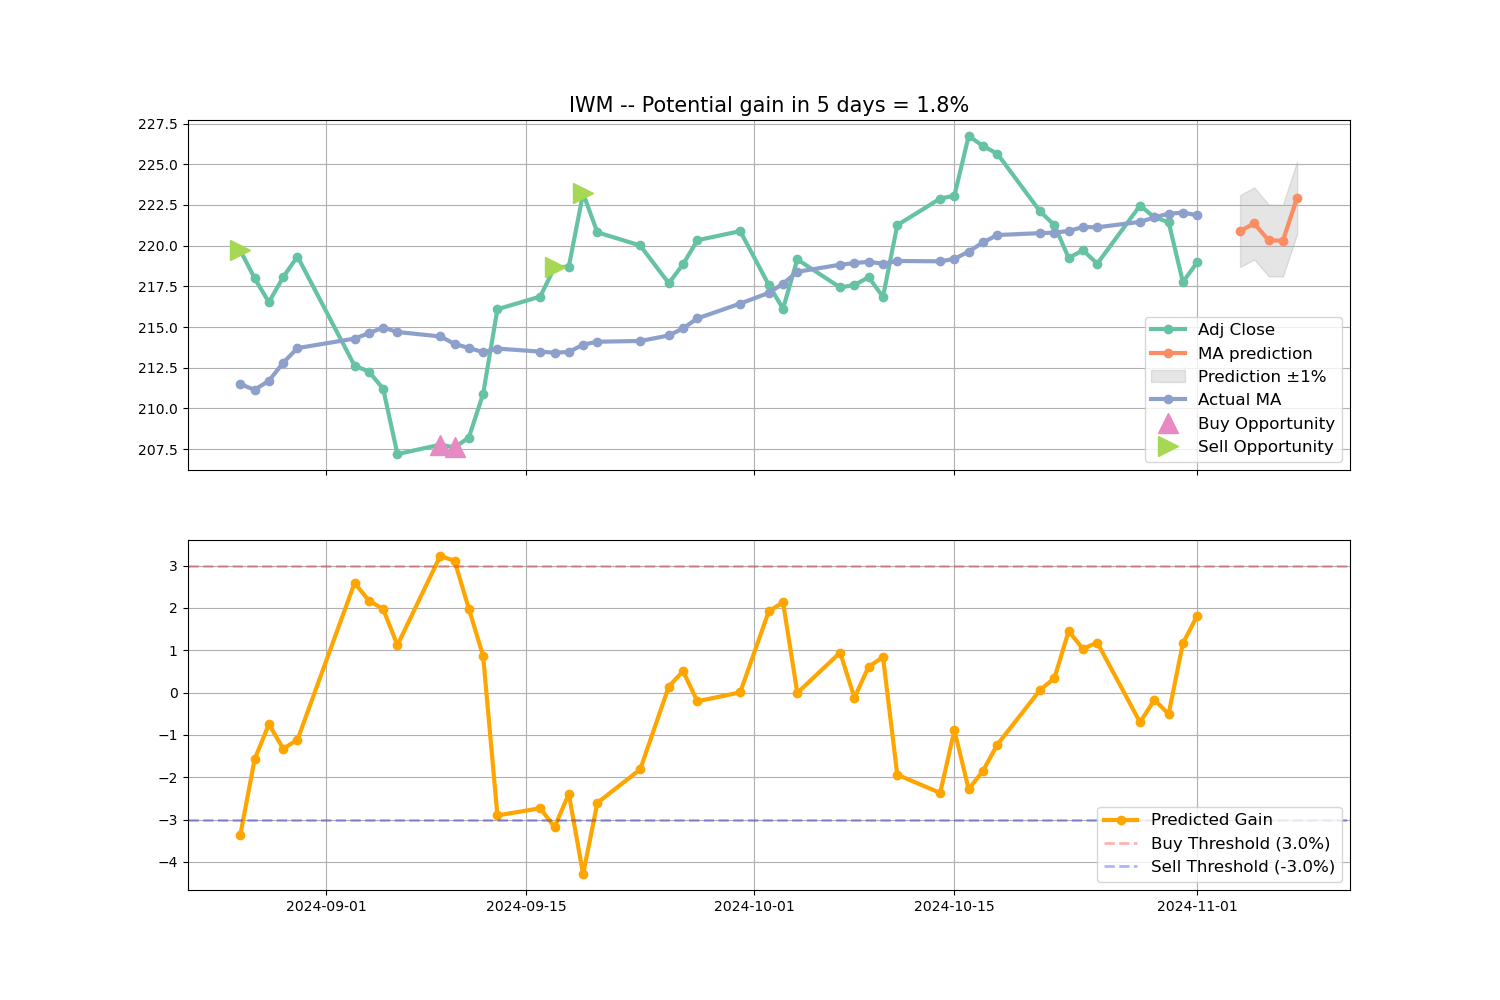 IWM -- Potential gain in 5 days = 1.8%
227.5
225.0
222.5
220.0
217.5
215.0
212.5
210.0
207.5
Adj Close
MA prediction
Prediction ±1%
Actual MA
Buy Opportunity
Sell Opportunity
3
2
1
0
−1
−2
−3
−4
Predicted Gain
Buy Threshold (3.0%)
Sell Threshold (-3.0%)
2024-09-01
2024-09-15
2024-10-01
2024-10-15
2024-11-01